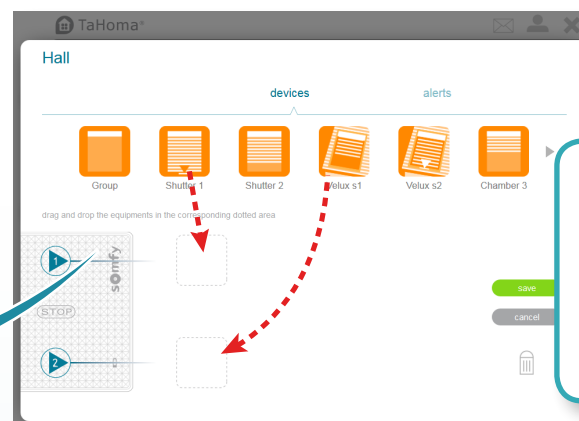 TaHoma®
Hall
devices alerts
Group Shutter 1 Shutter 2 Velux s1 Velux s2 Chamber 3
drag and drop the equipments in the corresponding dotted area
1
somfy
save
STOP
cancel
2